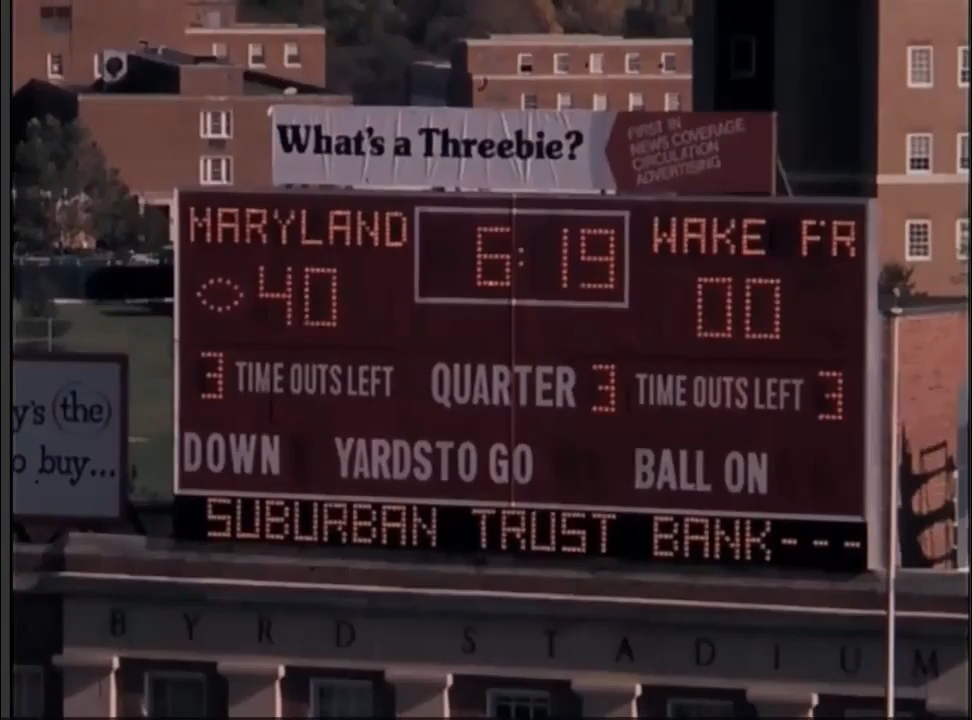 What's a Threebie?
FIRST IN
NEWS COVERAGE
CIRCULATION
ADVERTISING
MARYLAND 6:19 WAKE FR
40 00
3 TIME OUTS LEFT QUARTER 3 TIME OUTS LEFT 3
DOWN YARDS TO GO BALL ON
SUBURBAN TRUST BANK---
y's (the)
o buy...
BYRD STADIUM